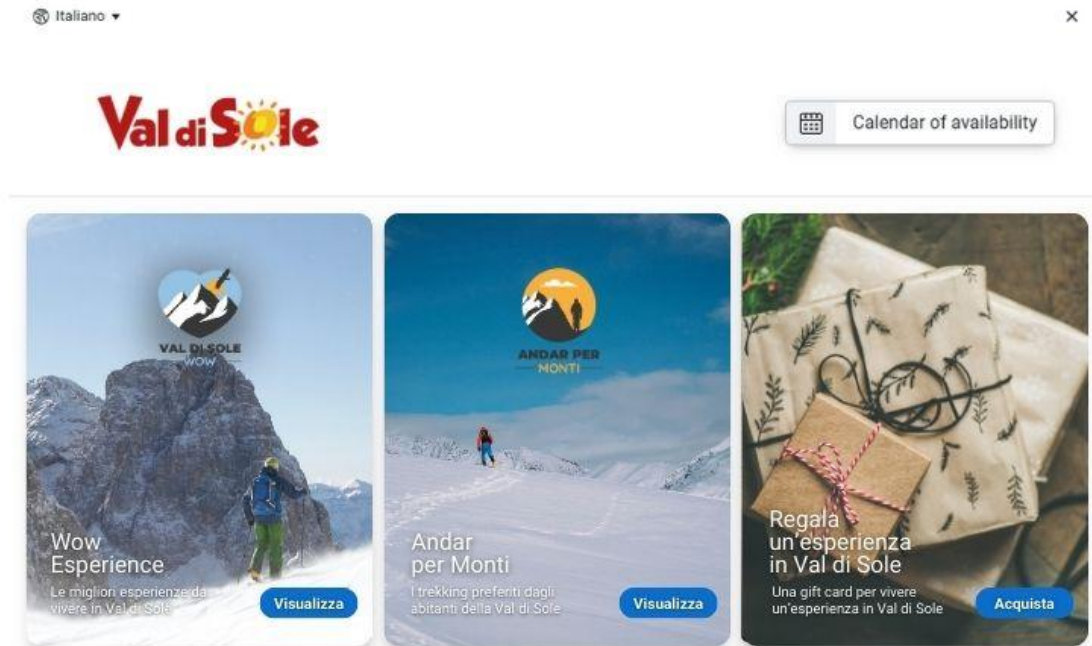 Italiano
Val di Sole
Calendar of availability
VAL DI SOLE
WOW
ANDAR PER
MONTI
Wow
Esperience
Le migliori esperienze da
vivere in Val di Sole
Visualizza
Andar
per Monti
I trekking preferiti dagli
abitanti della Val di Sole
Visualizza
Regala
un'esperienza
in Val di Sole
Una gift card per vivere
un'esperienza in Val di Sole
Acquista